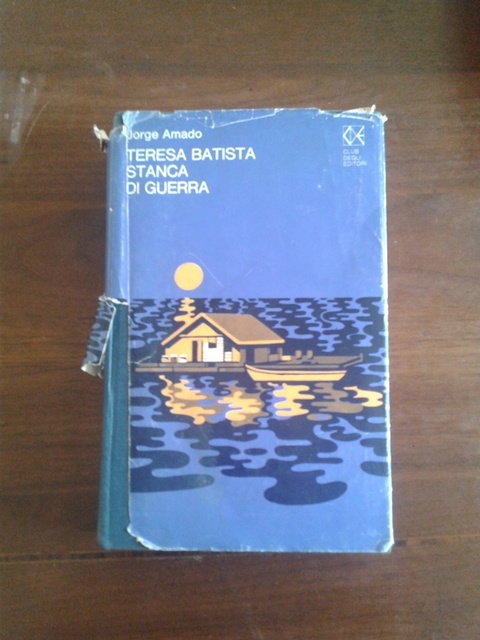 Jorge Amado
TERESA BATISTA
STANCA
DI GUERRA
CLUB
DEGLI
EDITORI